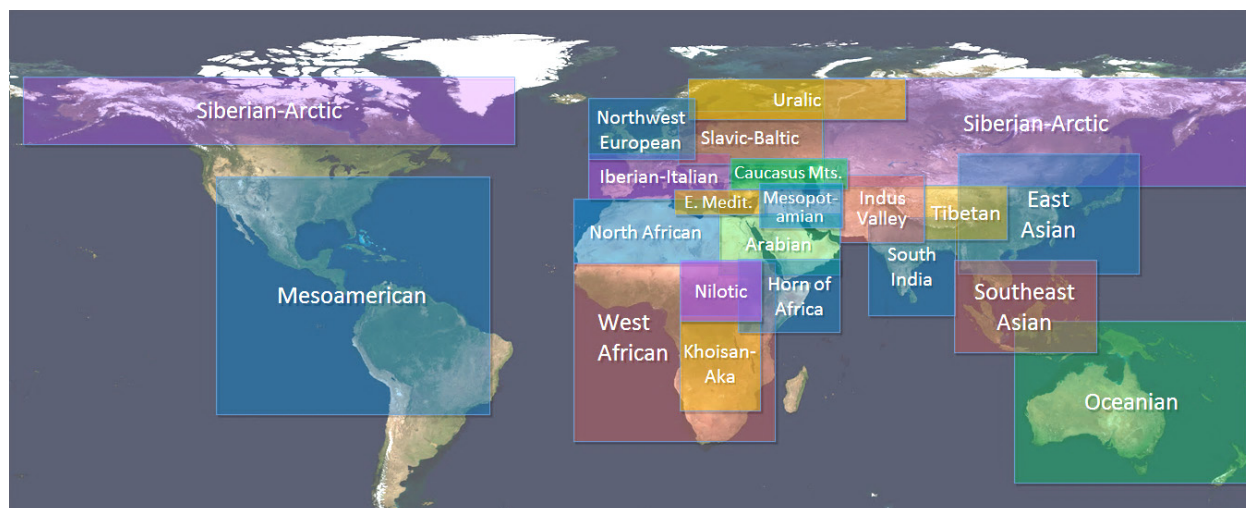 Siberian-Arctic
Uralic
Northwest
European
Slavic-Baltic
Siberian-Arctic
Iberian-Italian
Caucasus Mts.
E. Medit.
Mesopot-
amian
Indus
Valley
Tibetan
East
Asian
North African
Arabian
South
India
Mesoamerican
Nilotic
Horn of
Africa
Southeast
Asian
West
African
Khoisan-
Aka
Oceanian